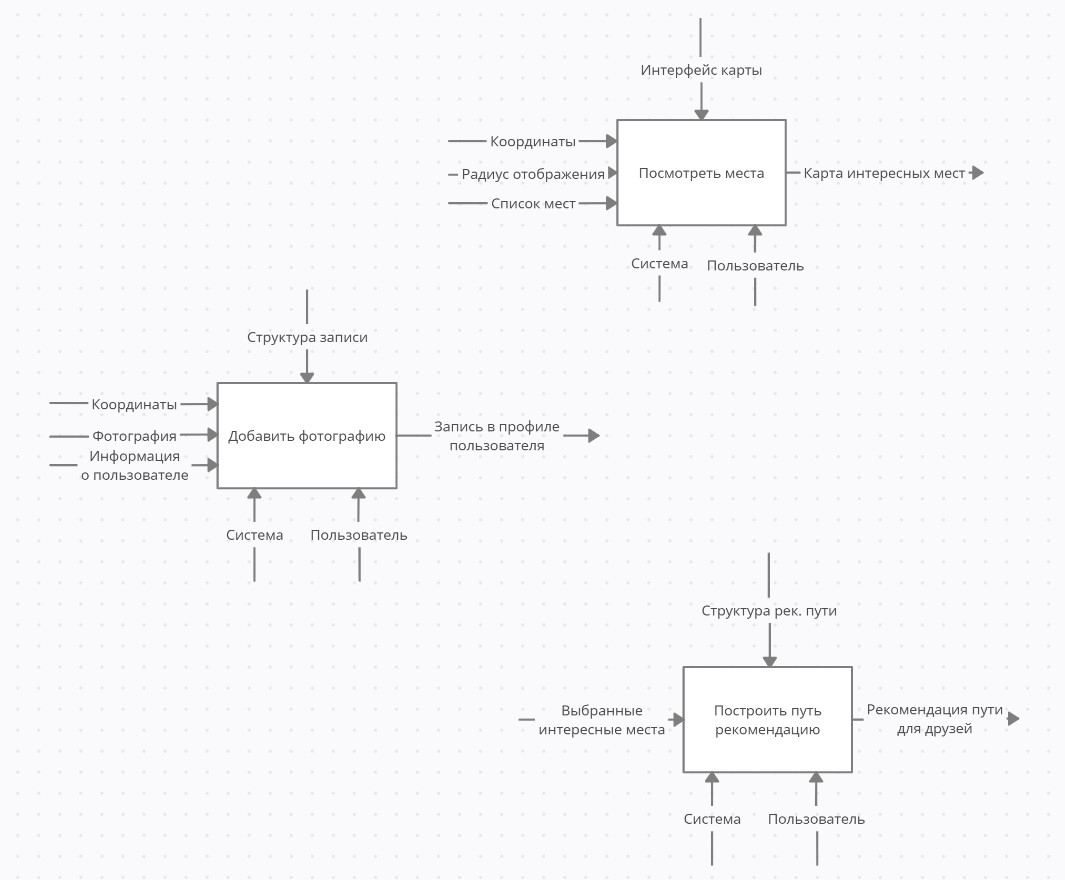 Интерфейс карты
Координаты
Радиус отображения
Список мест
Посмотреть места
Карта интересных мест
Система
Пользователь
Структура записи
Координаты
Фотография
Информация
о пользователе
Добавить фотографию
Запись в профиле
пользователя
Система
Пользователь
Структура рек. пути
Выбранные
интересные места
Построить путь
рекомендацию
Рекомендация пути
для друзей
Система
Пользователь